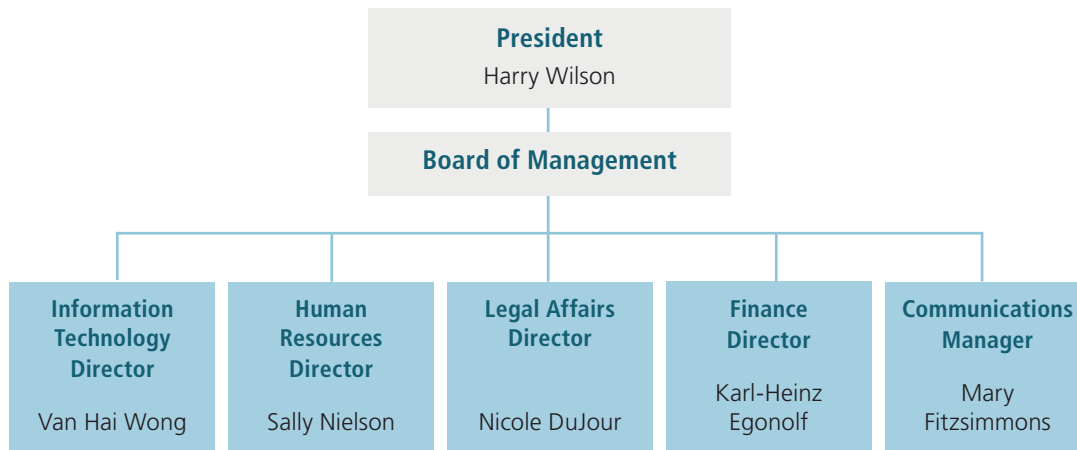 President
Harry Wilson
Board of Management
Information
Technology
Director
Van Hai Wong
Human
Resources
Director
Sally Nielson
Legal Affairs
Director
Nicole DuJour
Finance
Director
Karl-Heinz
Egonolf
Communications
Manager
Mary
Fitzsimmons